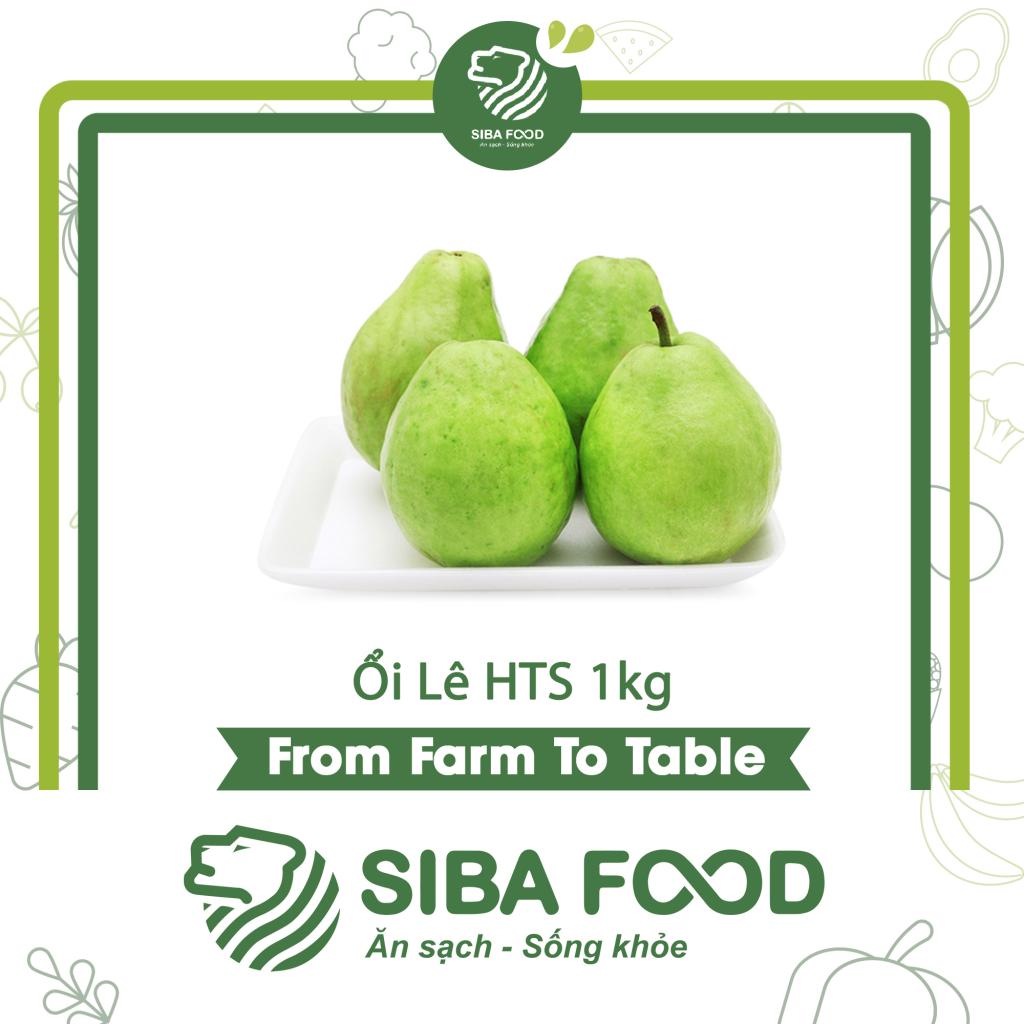 SIBA FOOD
Ăn sạch - Sống khỏe
Ổi Lê HTS 1kg
From Farm To Table
SIBA FOOD
Ăn sạch - Sống khỏe